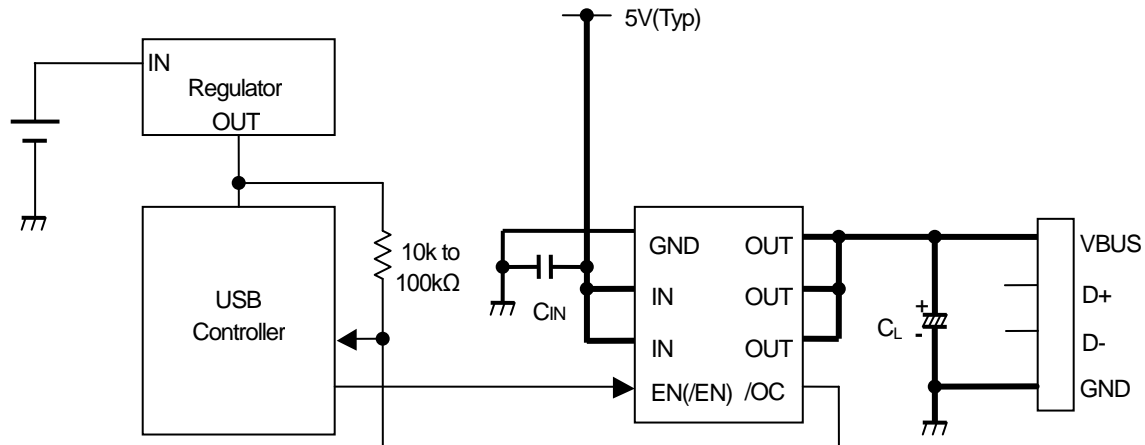 5V(Typ)
IN
Regulator
OUT
10k to
100kΩ
USB
Controller
CIN
GND OUT
IN OUT
IN OUT
EN(/EN) /OC
+
CL
-
VBUS
D+
D-
GND